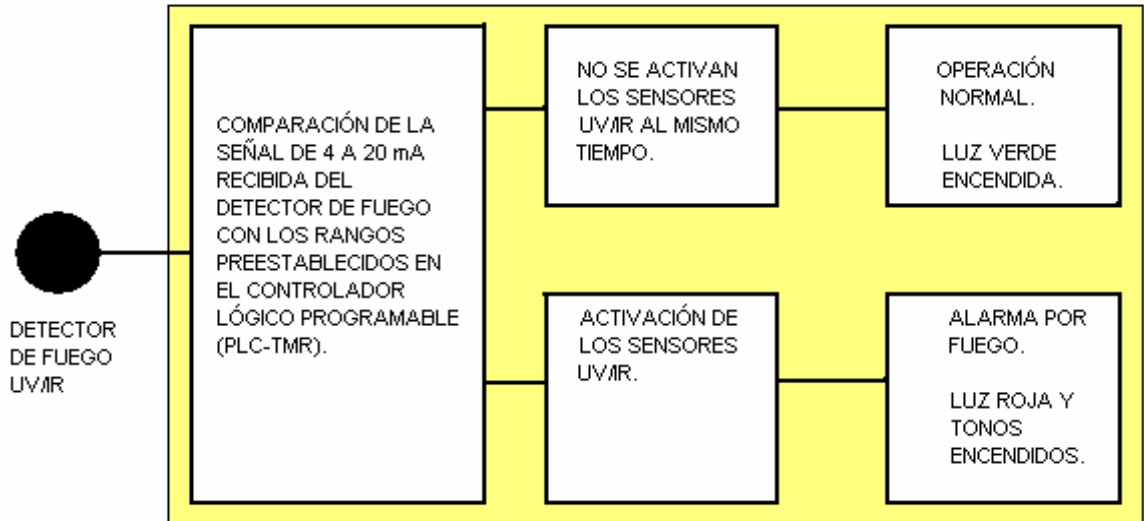 DETECTOR
DE FUEGO
UV/IR
COMPARACIÓN DE LA
SEÑAL DE 4 A 20 mA
RECIBIDA DEL
DETECTOR DE FUEGO
CON LOS RANGOS
PREESTABLECIDOS EN
EL CONTROLADOR
LÓGICO PROGRAMABLE
(PLC-TMR).
NO SE ACTIVAN
LOS SENSORES
UV/IR AL MISMO
TIEMPO.
OPERACIÓN
NORMAL.
LUZ VERDE
ENCENDIDA.
ACTIVACIÓN DE
LOS SENSORES
UV/IR.
ALARMA POR
FUEGO.
LUZ ROJA Y
TONOS
ENCENDIDOS.